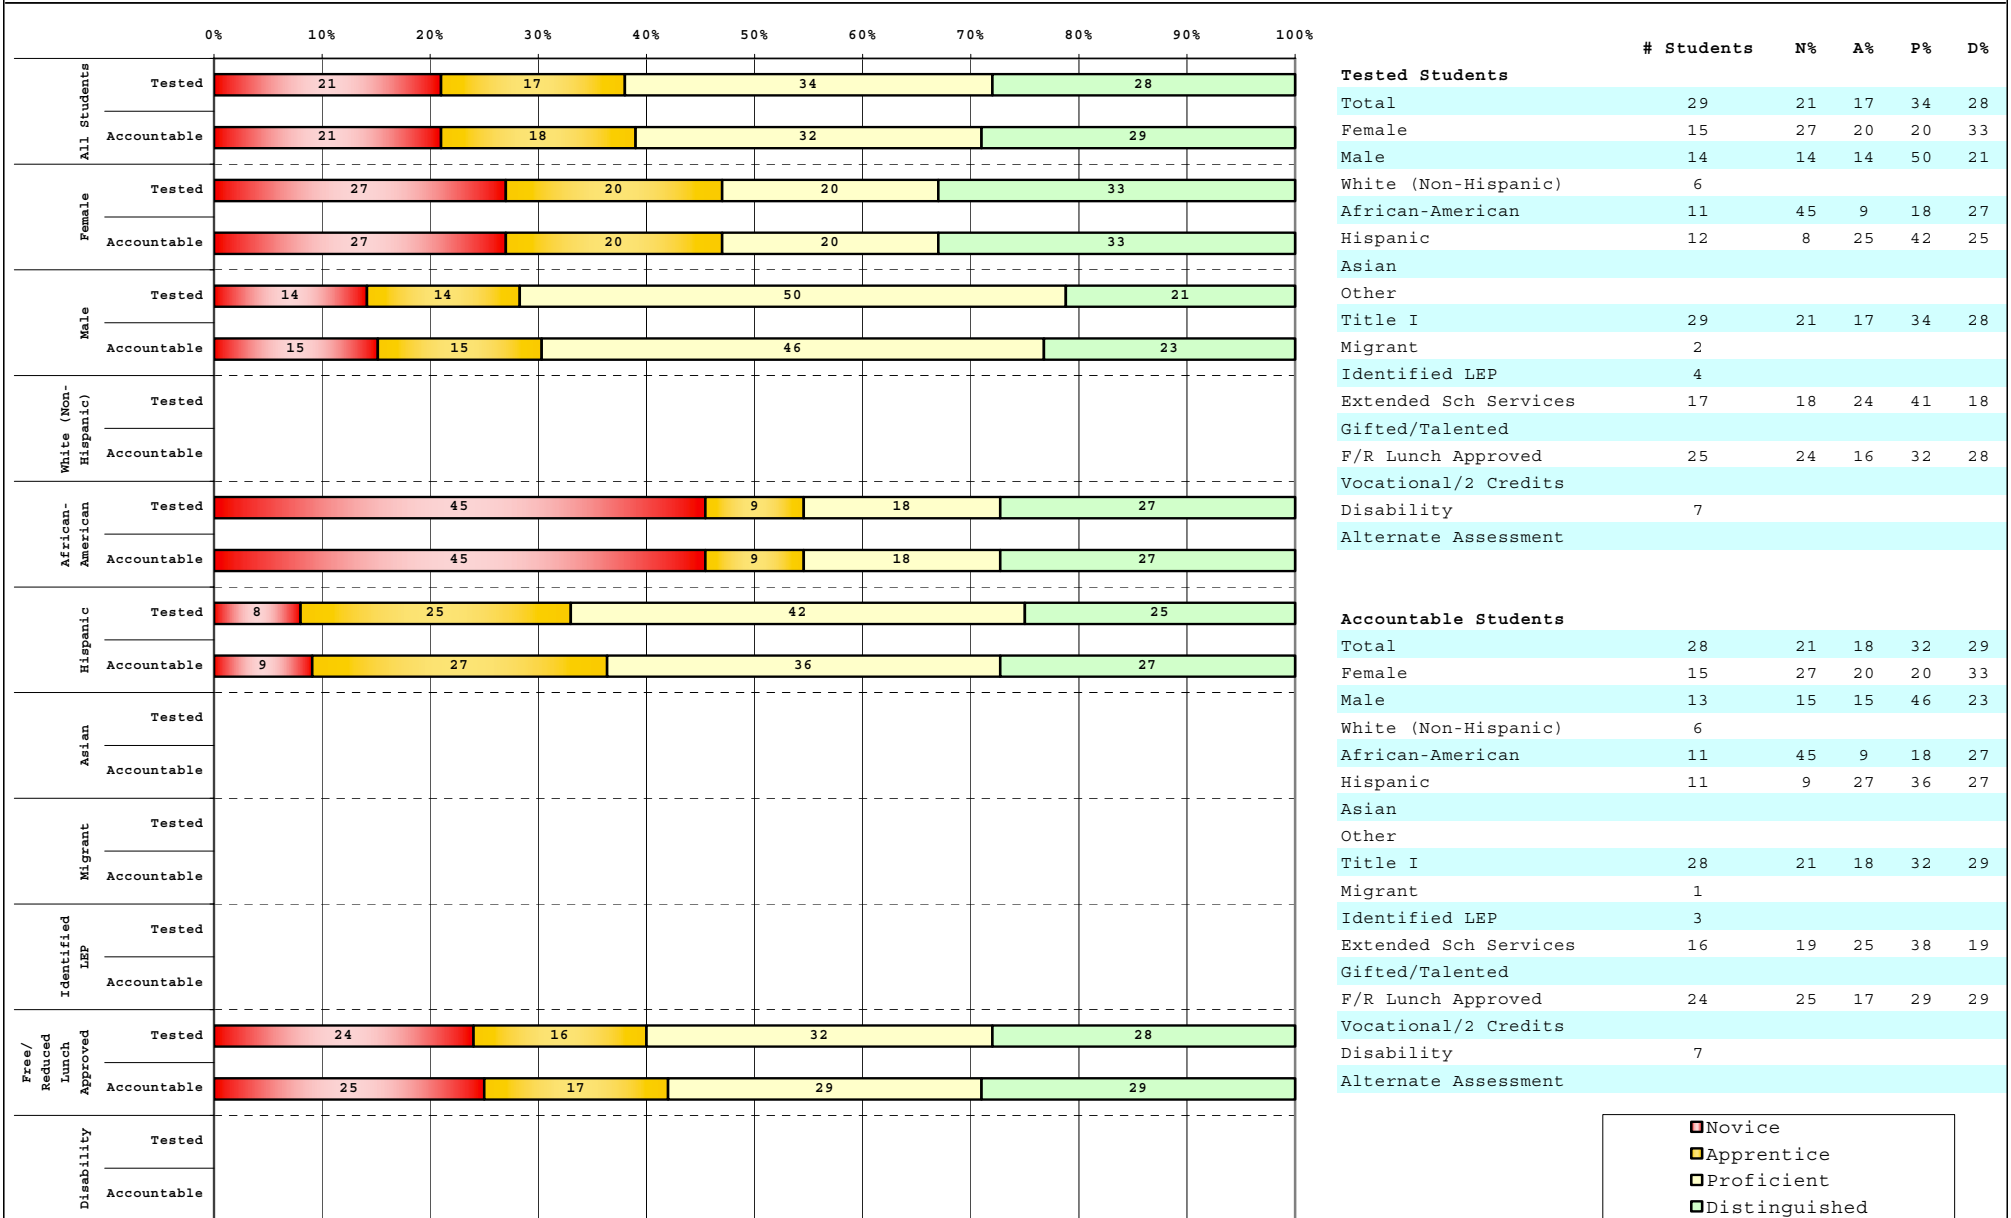 0% 10% 20% 30% 40% 50% 60% 70% 80% 90% 100%
All Students
Tested 21 17 34 28
Accountable 21 18 32 29
Female
Tested 27 20 20 33
Accountable 27 20 20 33
Male
Tested 14 14 50 21
Accountable 15 15 46 23
White (Non-
Hispanic)
Tested
Accountable
African-
American
Tested 45 9 18 27
Accountable 45 9 18 27
Hispanic
Tested 8 25 42 25
Accountable 9 27 36 27
Asian
Tested
Accountable
Migrant
Tested
Accountable
Identified
LEP
Tested
Accountable
Free/
Reduced
Lunch
Approved
Tested 24 16 32 28
Accountable 25 17 29 29
Disability
Tested
Accountable
# Students N% A% P% D%
Tested Students
Total 29 21 17 34 28
Female 15 27 20 20 33
Male 14 14 14 50 21
White (Non-Hispanic) 6
African-American 11 45 9 18 27
Hispanic 12 8 25 42 25
Asian
Other
Title I 29 21 17 34 28
Migrant 2
Identified LEP 4
Extended Sch Services 17 18 24 41 18
Gifted/Talented
F/R Lunch Approved 25 24 16 32 28
Vocational/2 Credits
Disability 7
Alternate Assessment
Accountable Students
Total 28 21 18 32 29
Female 15 27 20 20 33
Male 13 15 15 46 23
White (Non-Hispanic) 6
African-American 11 45 9 18 27
Hispanic 11 9 27 36 27
Asian
Other
Title I 28 21 18 32 29
Migrant 1
Identified LEP 3
Extended Sch Services 16 19 25 38 19
Gifted/Talented
F/R Lunch Approved 24 25 17 29 29
Vocational/2 Credits
Disability 7
Alternate Assessment
Novice
Apprentice
Proficient
Distinguished